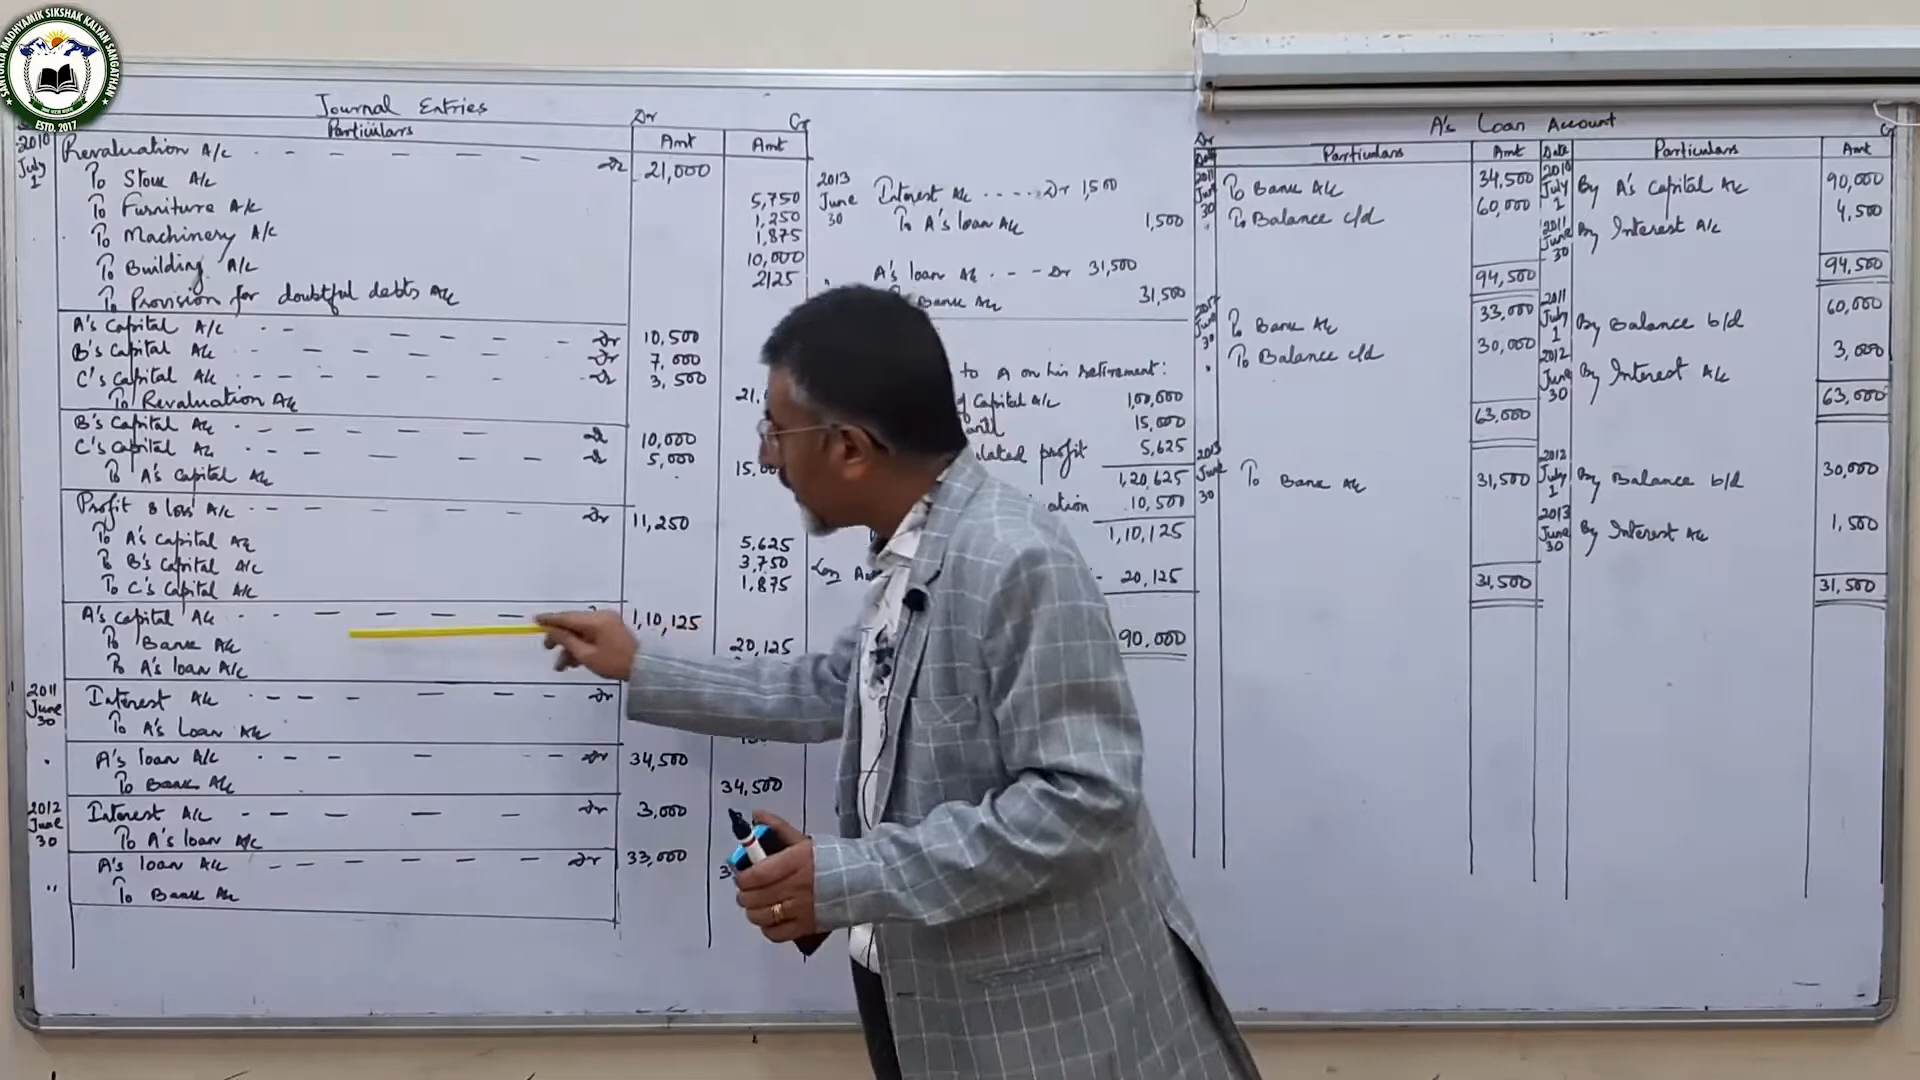 SANYUKTA MADHYAMIK SIKSHAK KALYAN SANGATHAN
ESTD. 2017
Journal Entries
Particulars Dr Amt Cr Amt
2010 July 1 Revaluation A/c Dr 21,000
To Stock A/c 5,750
To Furniture A/c 1,250
To Machinery A/c 1,875
To Building A/c 10,000
To Provision for doubtful debts A/c 2125
A's Capital A/c Dr 10,500
B's Capital A/c Dr 7,000
C's Capital A/c Dr 3,500
To Revaluation A/c
B's Capital A/c Dr 10,000
C's Capital A/c Dr 5,000
To A's Capital A/c
Profit & loss A/c Dr 11,250
To A's Capital A/c 5,625
To B's Capital A/c 3,750
To C's Capital A/c 1,875
A's Capital A/c 1,10,125
To Bank A/c 20,125
To A's loan A/c
2011 June 30 Interest A/c Dr
To A's Loan A/c
A's loan A/c Dr 34,500
To Bank A/c 34,500
2012 June 30 Interest A/c Dr 3,000
To A's loan A/c
" A's loan A/c Dr 33,000
To Bank A/c
2013 June 30 Interest A/c Dr 1,500
To A's loan A/c 1,500
A's loan A/c Dr 31,500
Bank A/c 31,500
to A on his retirement:
of Capital A/c 1,00,000
15,000
profit 5,625
1,20,625
10,500
1,10,125
Less 20,125
90,000
A's Loan Account
Dr Cr
Date Particulars Amt Date Particulars Amt
2011 June 30 To Bank A/c 34,500 2010 July 1 By A's Capital A/c 90,000
To Balance c/d 60,000 2011 June 30 By Interest A/c 4,500
94,500 94,500
June 30 To Bank A/c 33,000 2011 July 1 By Balance b/d 60,000
To Balance c/d 30,000 2012 June 30 By Interest A/c 3,000
63,000 63,000
2013 June 30 To Bank A/c 31,500 2012 July 1 By Balance b/d 30,000
2013 June 30 By Interest A/c 1,500
31,500 31,500